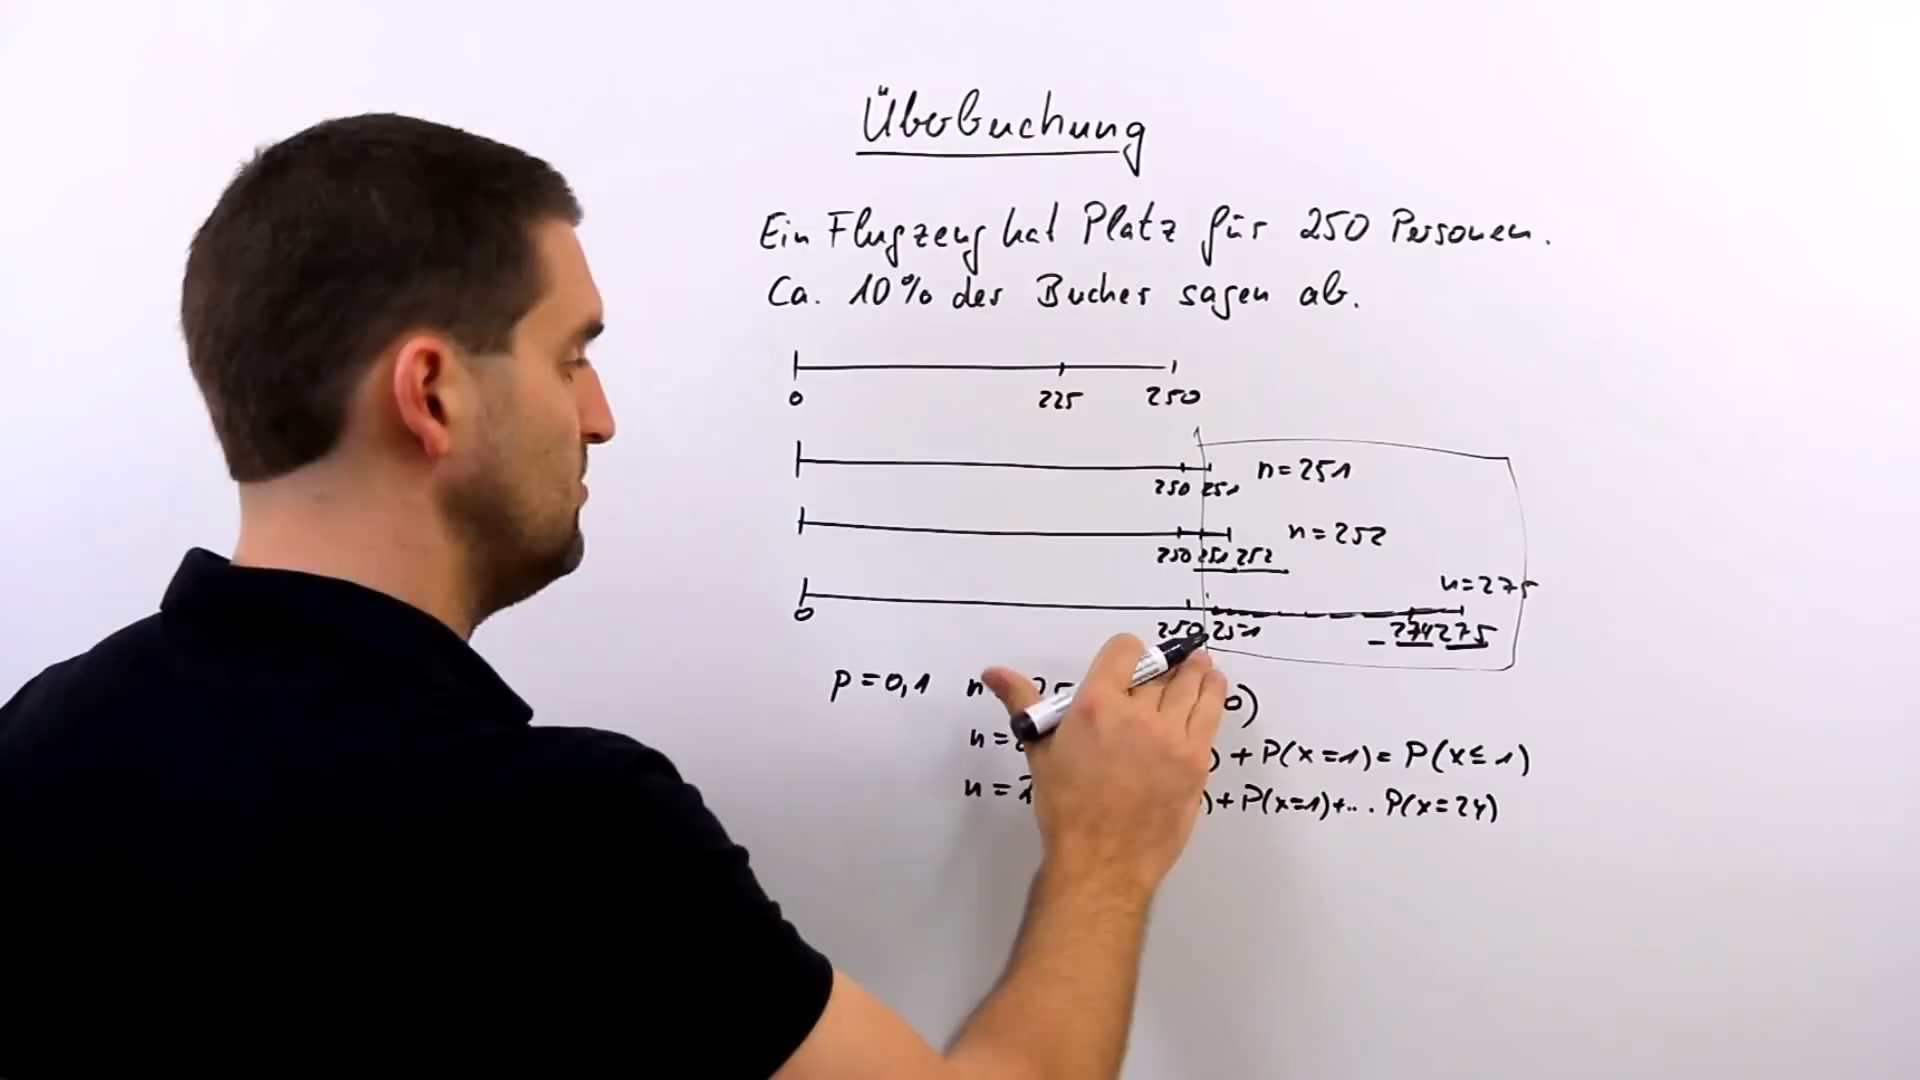 Überbuchung
Ein Flugzeug hat Platz für 250 Personen.
Ca. 10% der Bucher sagen ab.
0 225 250
n=251
250 251
n=252
250 251 252
n=275
0 250 251 274 275
p=0,1 n
0)
n= ) + P(x=1) = P(x≤1)
n= )+P(x=1)+... P(x=24)